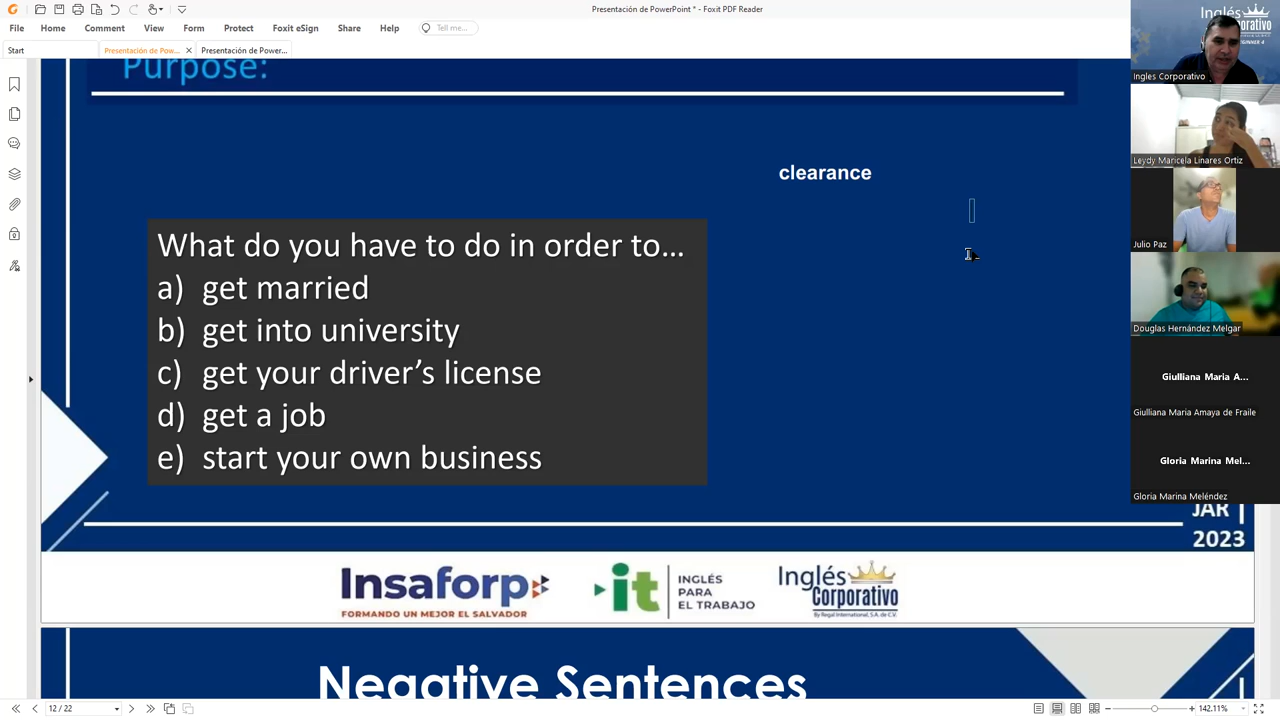 Presentación de PowerPoint * - Foxit PDF Reader
File Home Comment View Form Protect Foxit eSign Share Help Tell me...
Start Presentación de Pow... Presentación de Power...
Purpose:
clearance
What do you have to do in order to...
a) get married
b) get into university
c) get your driver's license
d) get a job
e) start your own business
JAR
2023
Insaforp
FORMANDO UN MEJOR EL SALVADOR
it
INGLÉS
PARA
EL TRABAJO
Inglés
Corporativo
By Regal International, S.A. de C.V.
Negative Sentences
Inglés
Ingles Corporativo
Leydy Maricela Linares Ortiz
Julio Paz
Douglas Hernández Melgar
Giulliana Maria A...
Giulliana Maria Amaya de Fraile
Gloria Marina Mel...
Gloria Marina Meléndez
12 / 22
142.11%